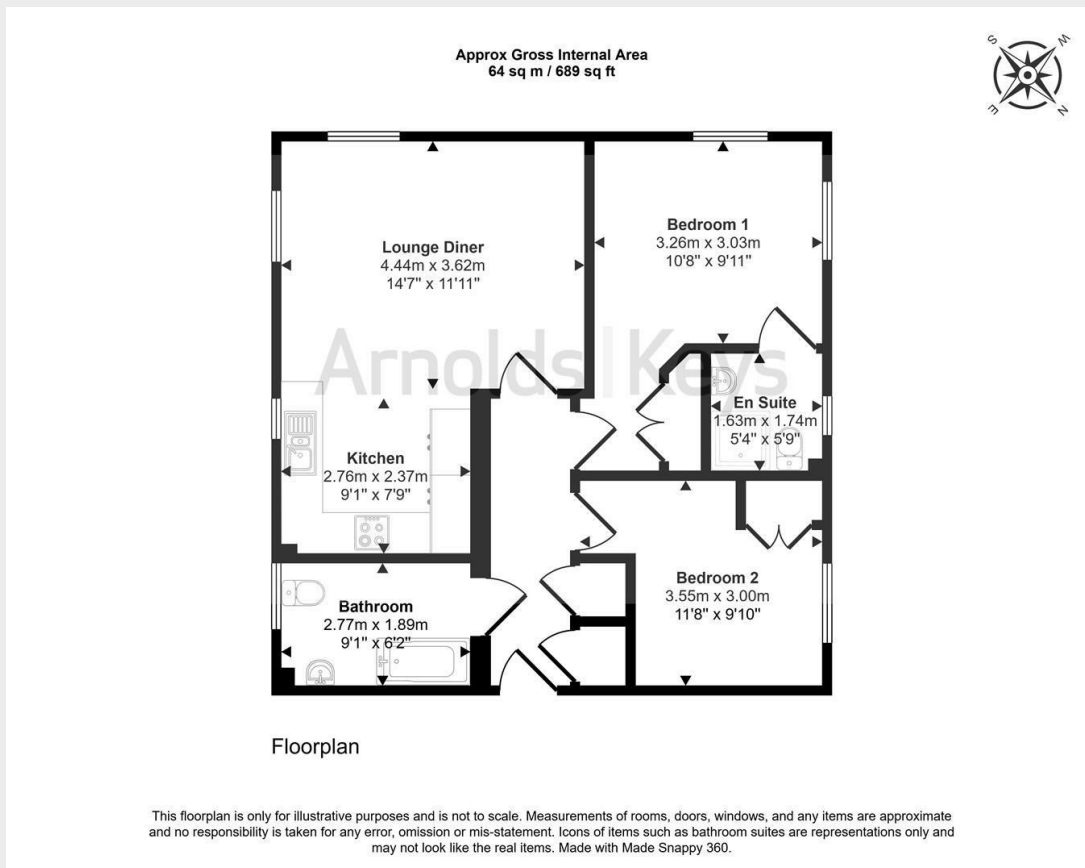 Approx Gross Internal Area
64 sq m / 689 sq ft
S
W
E
N
Lounge Diner
4.44m x 3.62m
14'7" x 11'11"
Bedroom 1
3.26m x 3.03m
10'8" x 9'11"
Arnolds Keys
En Suite
1.63m x 1.74m
5'4" x 5'9"
Kitchen
2.76m x 2.37m
9'1" x 7'9"
Bedroom 2
3.55m x 3.00m
11'8" x 9'10"
Bathroom
2.77m x 1.89m
9'1" x 6'2"
Floorplan
This floorplan is only for illustrative purposes and is not to scale. Measurements of rooms, doors, windows, and any items are approximate
and no responsibility is taken for any error, omission or mis-statement. Icons of items such as bathroom suites are representations only and
may not look like the real items. Made with Made Snappy 360.